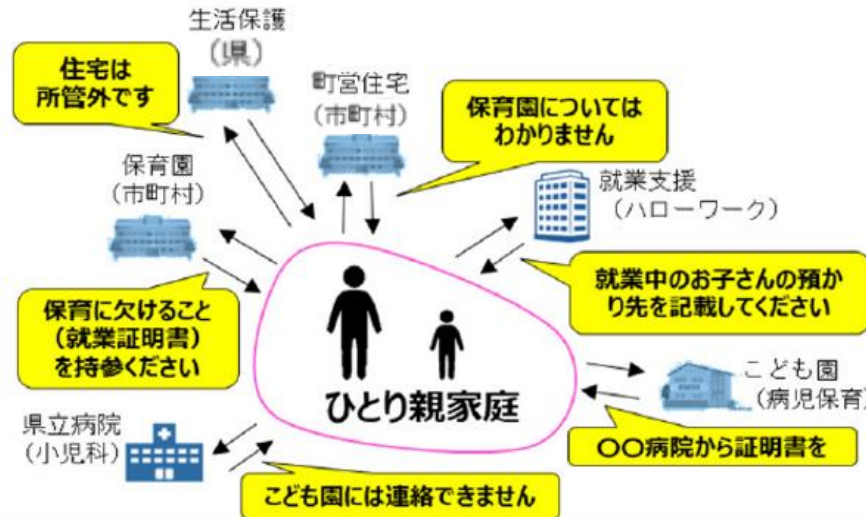 生活保護
(県)
住宅は
所管外です
町営住宅
(市町村)
保育園については
わかりません
保育園
(市町村)
就業支援
(ハローワーク)
保育に欠けること
(就業証明書)
を持参ください
就業中のお子さんの預か
り先を記載してください
ひとり親家庭
こども園
(病児保育)
〇〇病院から証明書を
県立病院
(小児科)
こども園には連絡できません